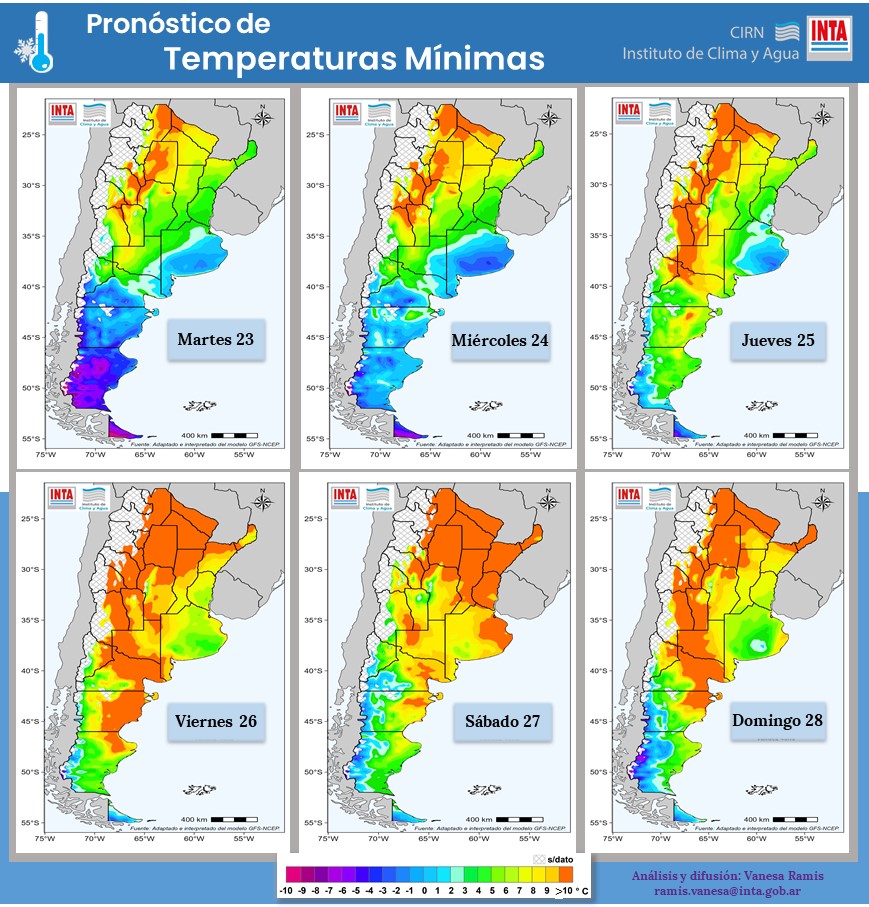 Pronóstico de
Temperaturas Mínimas
CIRN
Instituto de Clima y Agua
INTA
INTA
Instituto de
Clima y Agua
N
25°S
30°S
35°S
40°S
45°S
50°S
55°S
Martes 23
400 km
Fuente: Adaptado e interpretado del modelo GFS-NCEP
75°W 70°W 65°W 60°W 55°W
INTA
Instituto de
Clima y Agua
N
25°S
30°S
35°S
40°S
45°S
50°S
55°S
Miércoles 24
400 km
Fuente: Adaptado e interpretado del modelo GFS-NCEP
75°W 70°W 65°W 60°W 55°W
INTA
Instituto de
Clima y Agua
N
25°S
30°S
35°S
40°S
45°S
50°S
55°S
Jueves 25
400 km
Fuente: Adaptado e interpretado del modelo GFS-NCEP
75°W 70°W 65°W 60°W 55°W
INTA
Instituto de
Clima y Agua
N
25°S
30°S
35°S
40°S
45°S
50°S
55°S
Viernes 26
400 km
Fuente: Adaptado e interpretado del modelo GFS-NCEP
75°W 70°W 65°W 60°W 55°W
INTA
Instituto de
Clima y Agua
N
25°S
30°S
35°S
40°S
45°S
50°S
55°S
Sábado 27
400 km
Fuente: Adaptado e interpretado del modelo GFS-NCEP
75°W 70°W 65°W 60°W 55°W
INTA
Instituto de
Clima y Agua
N
25°S
30°S
35°S
40°S
45°S
50°S
55°S
Domingo 28
400 km
Fuente: Adaptado e interpretado del modelo GFS-NCEP
75°W 70°W 65°W 60°W 55°W
s/dato
-10 -9 -8 -7 -6 -5 -4 -3 -2 -1 0 1 2 3 4 5 6 7 8 9 >10 °C
Análisis y difusión: Vanesa Ramis
ramis.vanesa@inta.gob.ar